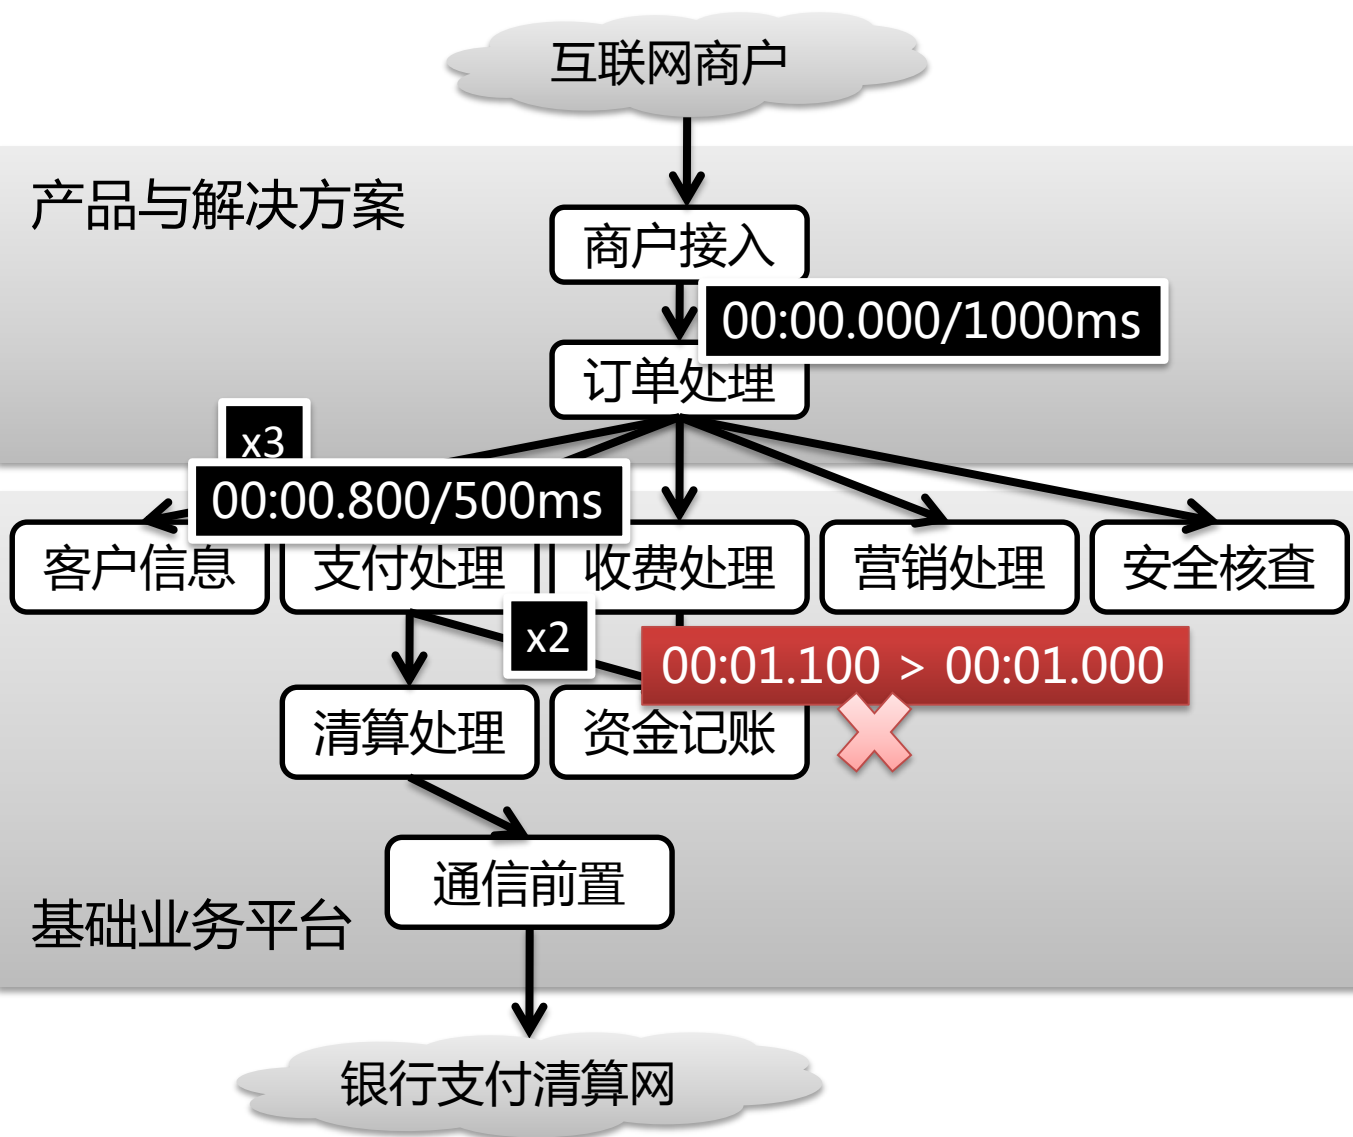 互联网商户
产品与解决方案
商户接入
00:00.000/1000ms
订单处理
x3
00:00.800/500ms
客户信息
支付处理
收费处理
营销处理
安全核查
x2
00:01.100 > 00:01.000
清算处理
资金记账
通信前置
基础业务平台
银行支付清算网